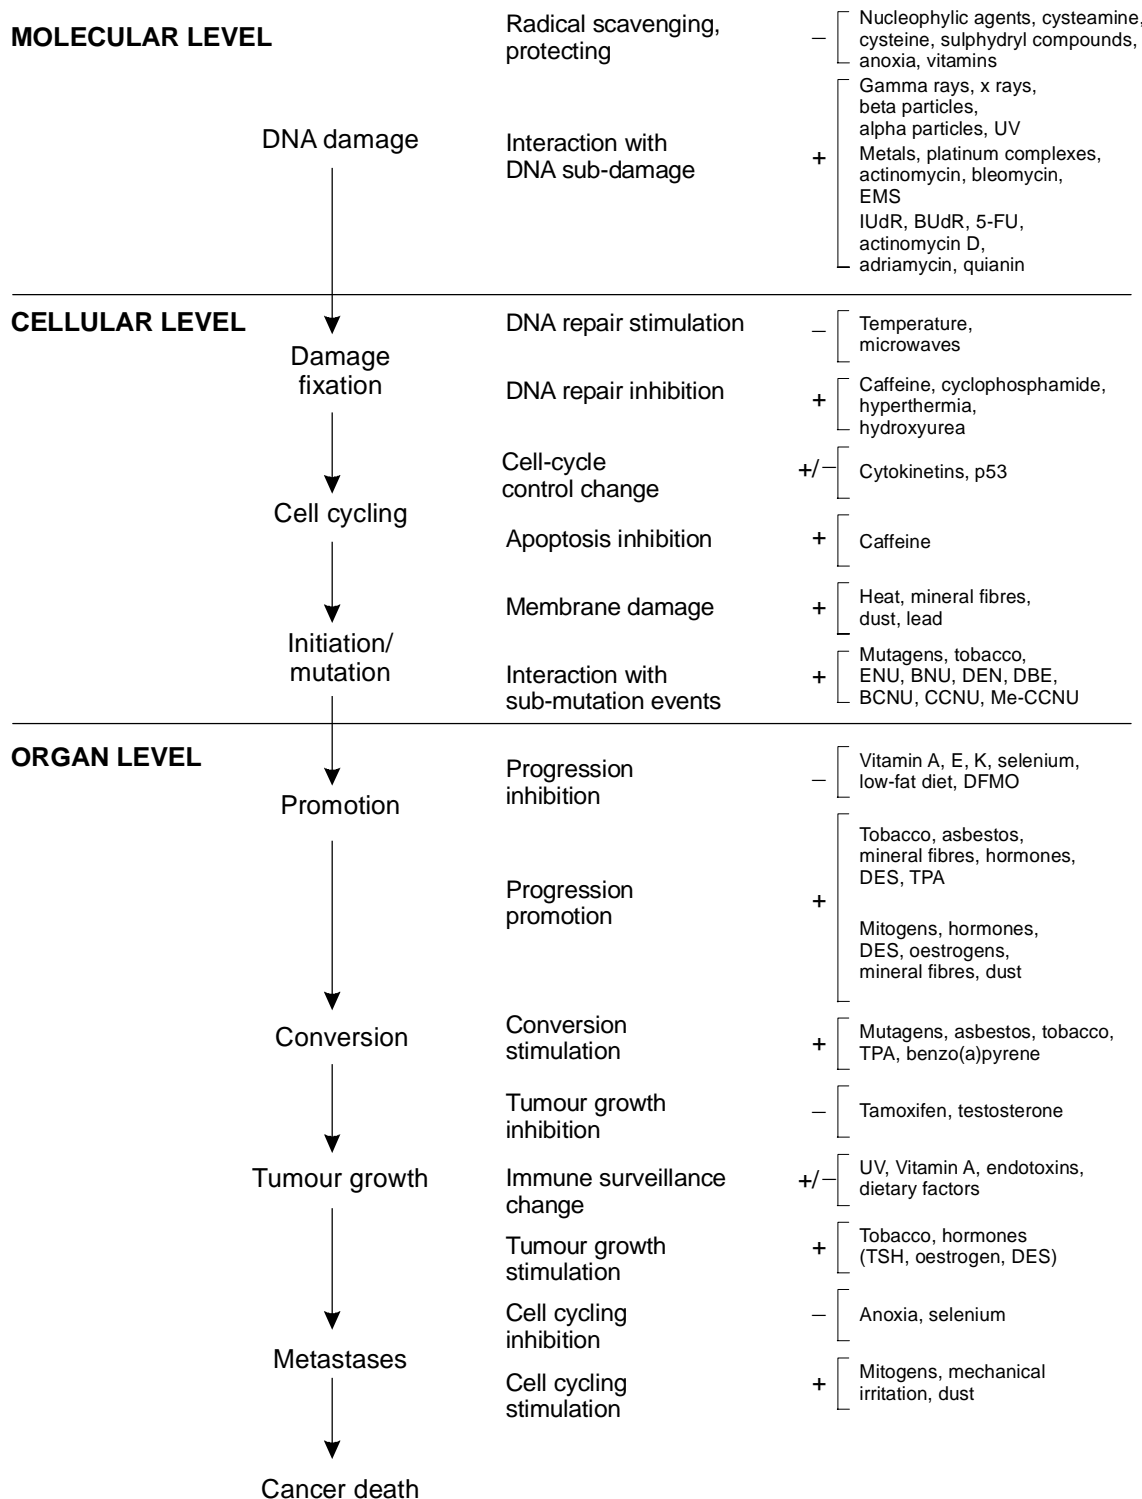 MOLECULAR LEVEL
Radical scavenging,
protecting
–
Nucleophylic agents, cysteamine,
cysteine, sulphydryl compounds,
anoxia, vitamins
DNA damage
Interaction with
DNA sub-damage
+
Gamma rays, x rays,
beta particles,
alpha particles, UV
Metals, platinum complexes,
actinomycin, bleomycin,
EMS
IUdR, BUdR, 5-FU,
actinomycin D,
adriamycin, quianin
CELLULAR LEVEL
Damage
fixation
DNA repair stimulation
–
Temperature,
microwaves
DNA repair inhibition
+
Caffeine, cyclophosphamide,
hyperthermia,
hydroxyurea
Cell cycling
Cell-cycle
control change
+/–
Cytokinetins, p53
Apoptosis inhibition
+
Caffeine
Initiation/
mutation
Membrane damage
+
Heat, mineral fibres,
dust, lead
Interaction with
sub-mutation events
+
Mutagens, tobacco,
ENU, BNU, DEN, DBE,
BCNU, CCNU, Me-CCNU
ORGAN LEVEL
Promotion
Progression
inhibition
–
Vitamin A, E, K, selenium,
low-fat diet, DFMO
Progression
promotion
+
Tobacco, asbestos,
mineral fibres, hormones,
DES, TPA
Mitogens, hormones,
DES, oestrogens,
mineral fibres, dust
Conversion
Conversion
stimulation
+
Mutagens, asbestos, tobacco,
TPA, benzo(a)pyrene
Tumour growth
inhibition
–
Tamoxifen, testosterone
Tumour growth
Immune surveillance
change
+/–
UV, Vitamin A, endotoxins,
dietary factors
Tumour growth
stimulation
+
Tobacco, hormones
(TSH, oestrogen, DES)
Cell cycling
inhibition
–
Anoxia, selenium
Metastases
Cell cycling
stimulation
+
Mitogens, mechanical
irritation, dust
Cancer death